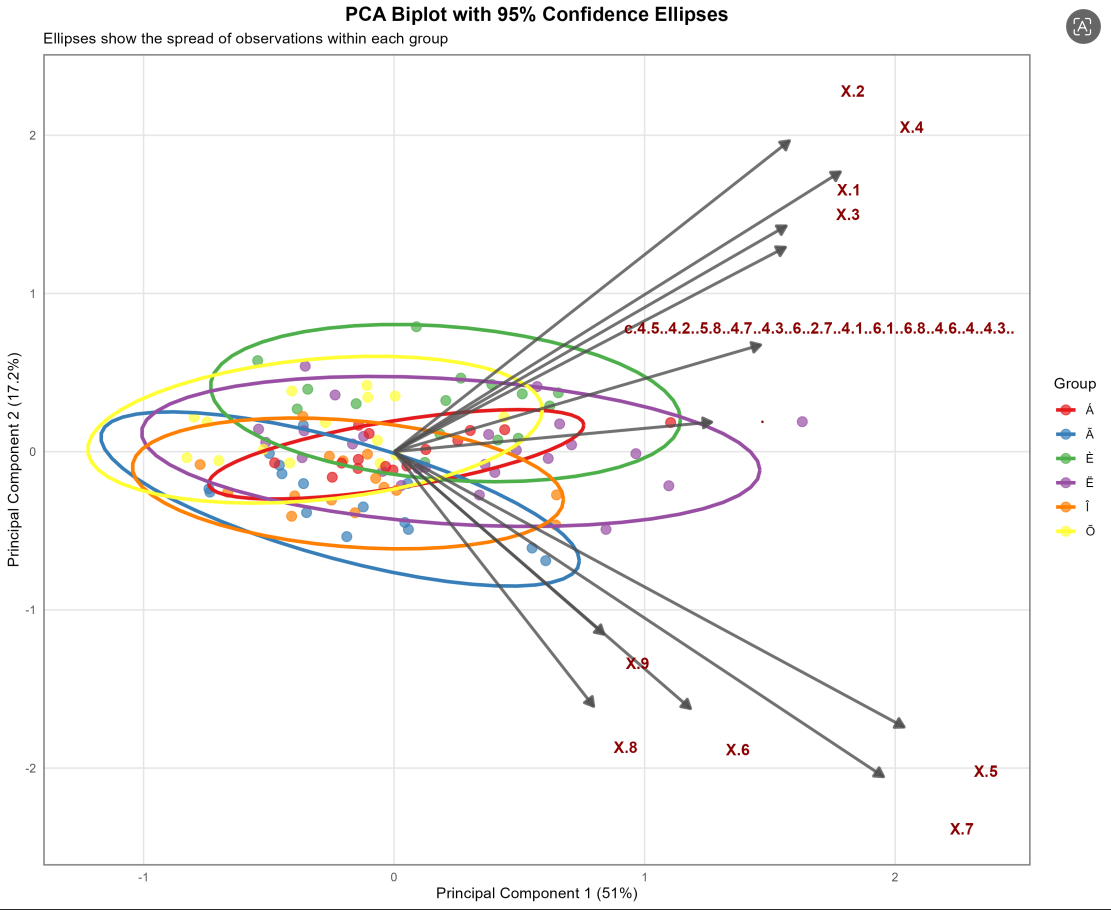 PCA Biplot with 95% Confidence Ellipses
Ellipses show the spread of observations within each group
X.2
X.4
X.1
X.3
c.4.5..4.2..5.8..4.7..4.3..6..2.7..4.1..6.1..6.8..4.6..4..4.3..
.
X.9
X.8
X.6
X.5
X.7
2
1
0
-1
-2
-1
0
1
2
Principal Component 2 (17.2%)
Principal Component 1 (51%)
Group
Á
Ã
È
Ë
Î
Õ